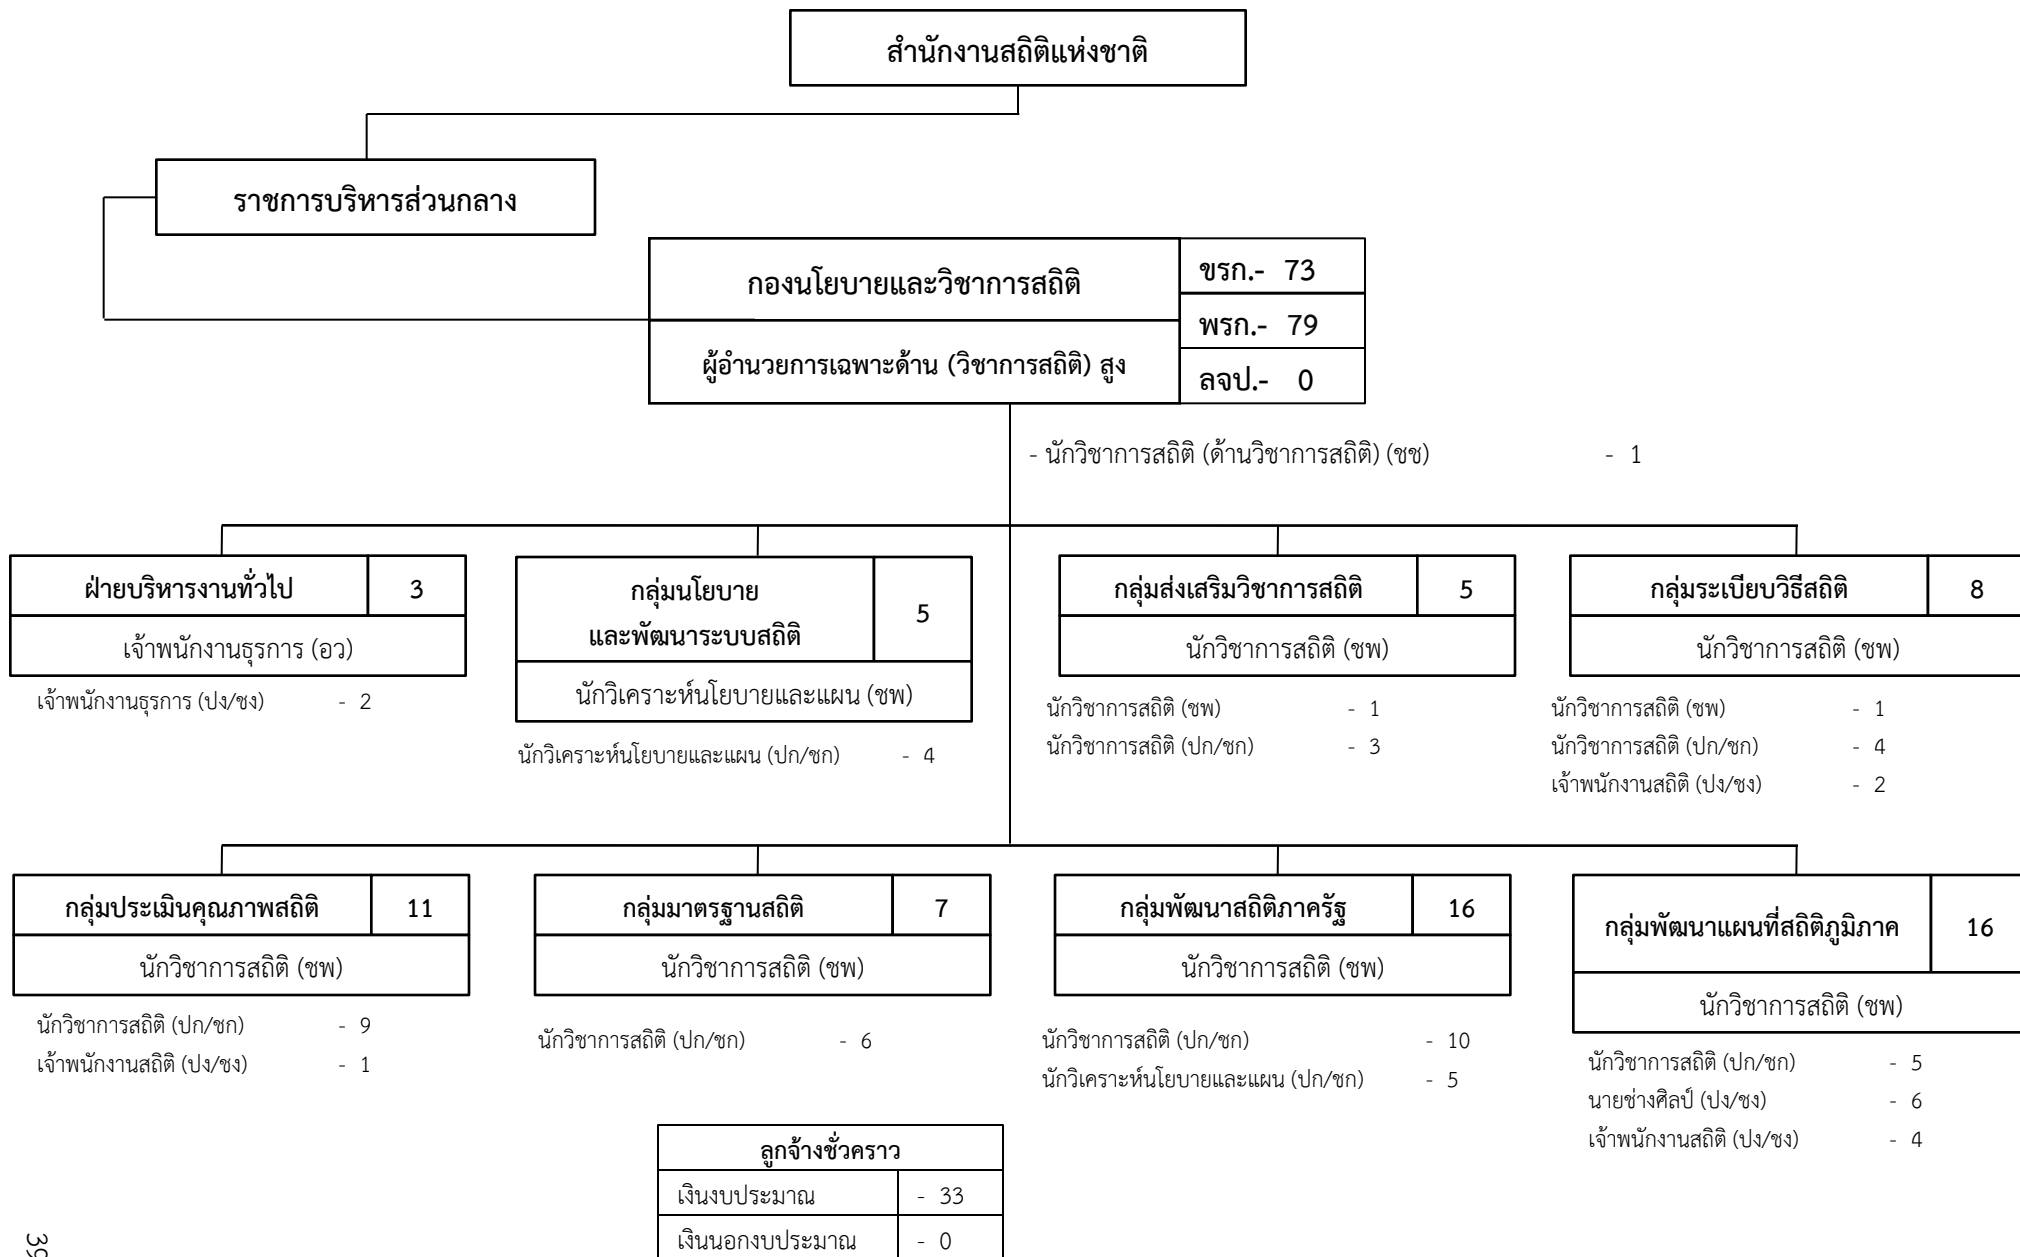 สำนักงานสถิติแห่งชาติ
ราชการบริหารส่วนกลาง
กองนโยบายและวิชาการสถิติ
ผู้อำนวยการเฉพาะด้าน (วิชาการสถิติ) สูง
ขรก.- 73
พรก.- 79
ลจป.- 0
- นักวิชาการสถิติ (ด้านวิชาการสถิติ) (ชช) - 1
ฝ่ายบริหารงานทั่วไป 3
เจ้าพนักงานธุรการ (อว)
เจ้าพนักงานธุรการ (ปง/ชง) - 2
กลุ่มนโยบาย
และพัฒนาระบบสถิติ 5
นักวิเคราะห์นโยบายและแผน (ชพ)
นักวิเคราะห์นโยบายและแผน (ปก/ชก) - 4
กลุ่มส่งเสริมวิชาการสถิติ 5
นักวิชาการสถิติ (ชพ)
นักวิชาการสถิติ (ชพ) - 1
นักวิชาการสถิติ (ปก/ชก) - 3
กลุ่มระเบียบวิธีสถิติ 8
นักวิชาการสถิติ (ชพ)
นักวิชาการสถิติ (ชพ) - 1
นักวิชาการสถิติ (ปก/ชก) - 4
เจ้าพนักงานสถิติ (ปง/ชง) - 2
กลุ่มประเมินคุณภาพสถิติ 11
นักวิชาการสถิติ (ชพ)
นักวิชาการสถิติ (ปก/ชก) - 9
เจ้าพนักงานสถิติ (ปง/ชง) - 1
กลุ่มมาตรฐานสถิติ 7
นักวิชาการสถิติ (ชพ)
นักวิชาการสถิติ (ปก/ชก) - 6
กลุ่มพัฒนาสถิติภาครัฐ 16
นักวิชาการสถิติ (ชพ)
นักวิชาการสถิติ (ปก/ชก) - 10
นักวิเคราะห์นโยบายและแผน (ปก/ชก) - 5
กลุ่มพัฒนาแผนที่สถิติภูมิภาค 16
นักวิชาการสถิติ (ชพ)
นักวิชาการสถิติ (ปก/ชก) - 5
นายช่างศิลป์ (ปง/ชง) - 6
เจ้าพนักงานสถิติ (ปง/ชง) - 4
ลูกจ้างชั่วคราว
เงินงบประมาณ - 33
เงินนอกงบประมาณ - 0
39